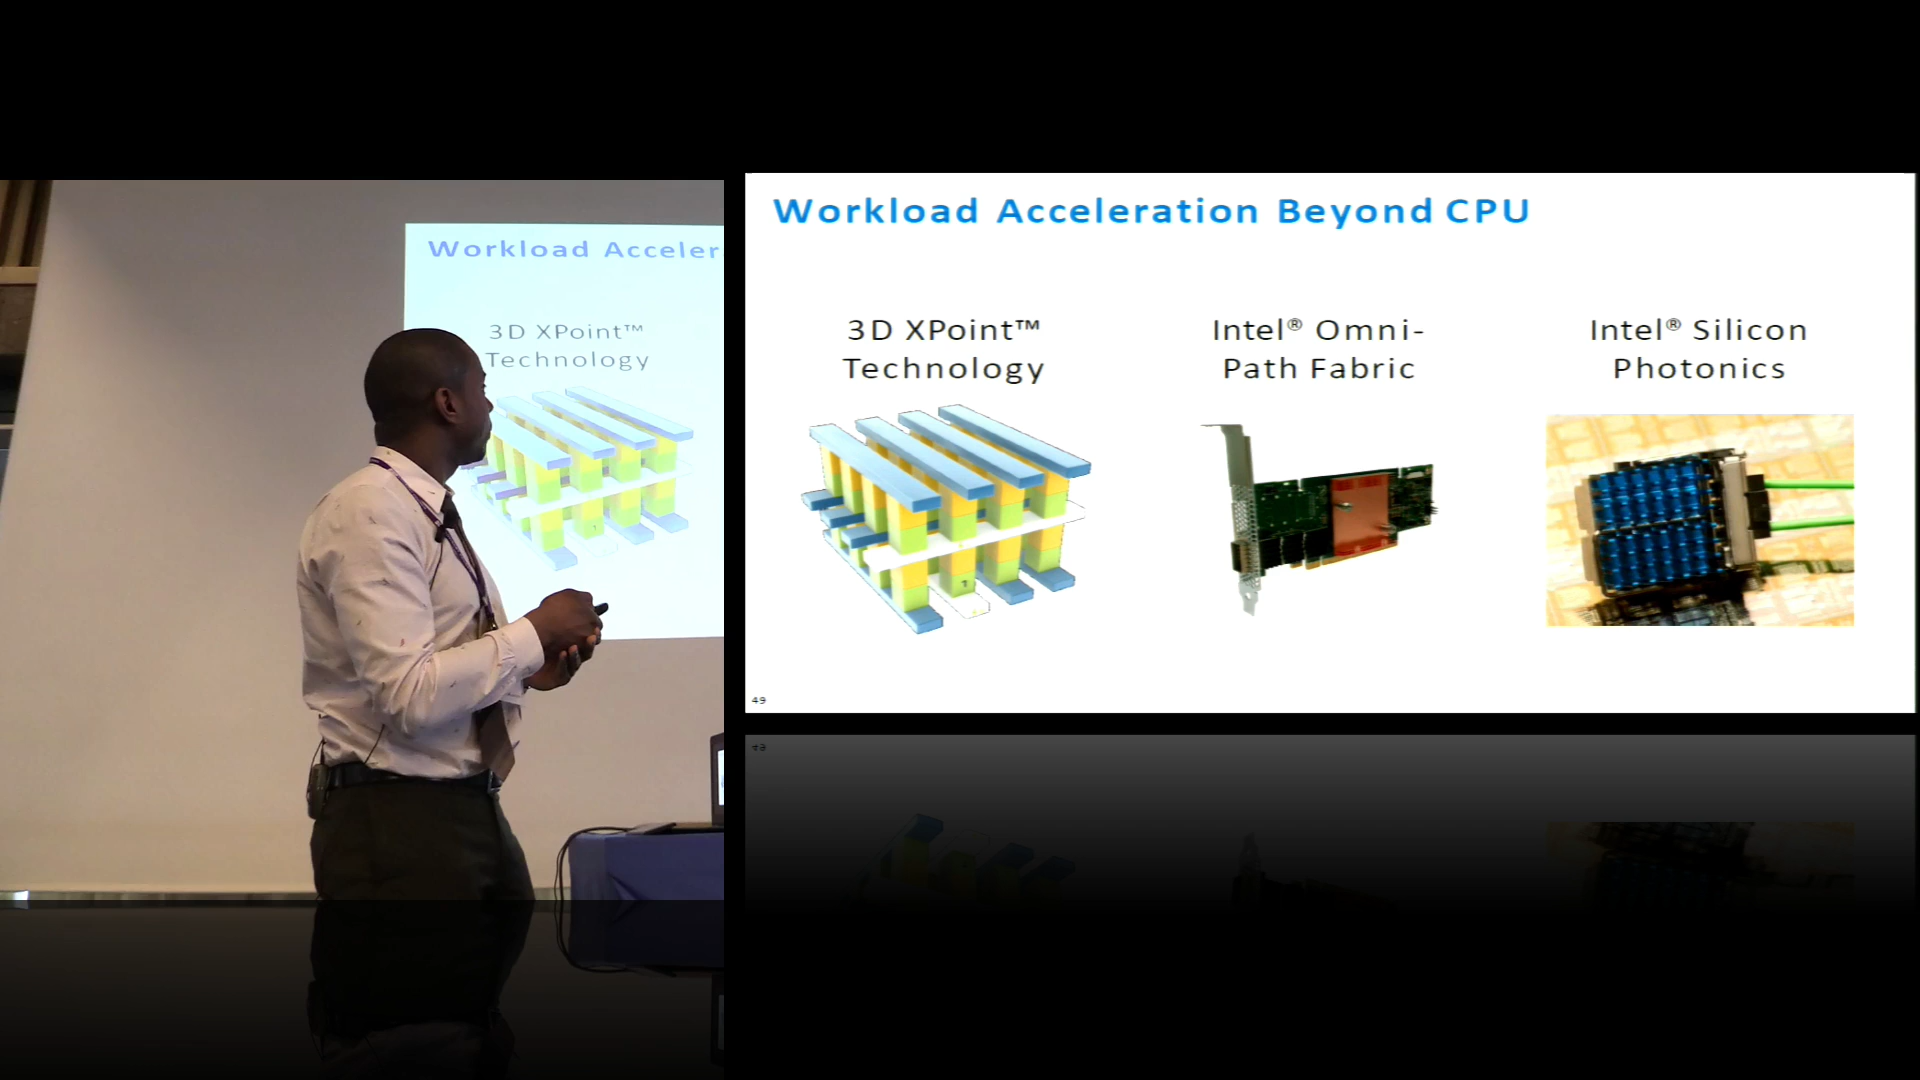 Workload Acceler
3D XPoint™
Technology
Workload Acceleration Beyond CPU
3D XPoint™
Technology
1
Intel® Omni-
Path Fabric
Intel® Silicon
Photonics
49